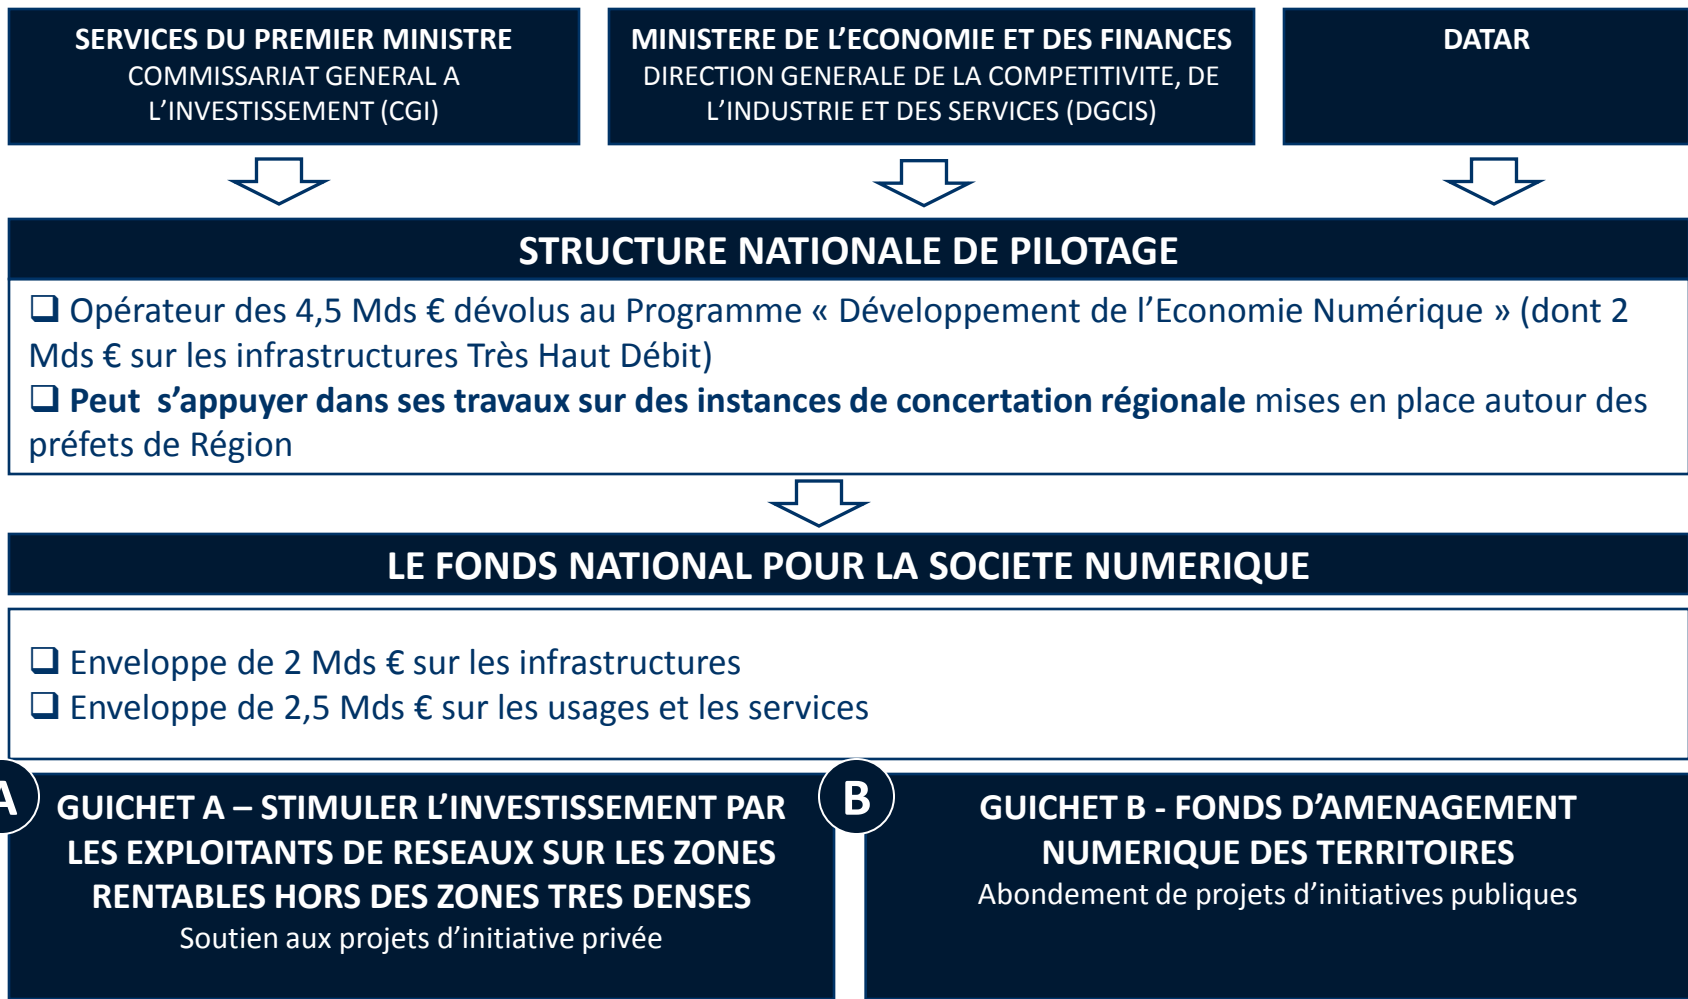 SERVICES DU PREMIER MINISTRE
COMMISSARIAT GENERAL A
L’INVESTISSEMENT (CGI)
MINISTERE DE L’ECONOMIE ET DES FINANCES
DIRECTION GENERALE DE LA COMPETITIVITE, DE
L’INDUSTRIE ET DES SERVICES (DGCIS)
DATAR
STRUCTURE NATIONALE DE PILOTAGE
❑ Opérateur des 4,5 Mds € dévolus au Programme « Développement de l’Economie Numérique » (dont 2
Mds € sur les infrastructures Très Haut Débit)
❑ Peut s’appuyer dans ses travaux sur des instances de concertation régionale mises en place autour des
préfets de Région
LE FONDS NATIONAL POUR LA SOCIETE NUMERIQUE
❑ Enveloppe de 2 Mds € sur les infrastructures
❑ Enveloppe de 2,5 Mds € sur les usages et les services
A
GUICHET A – STIMULER L’INVESTISSEMENT PAR
LES EXPLOITANTS DE RESEAUX SUR LES ZONES
RENTABLES HORS DES ZONES TRES DENSES
Soutien aux projets d’initiative privée
B
GUICHET B - FONDS D’AMENAGEMENT
NUMERIQUE DES TERRITOIRES
Abondement de projets d’initiatives publiques